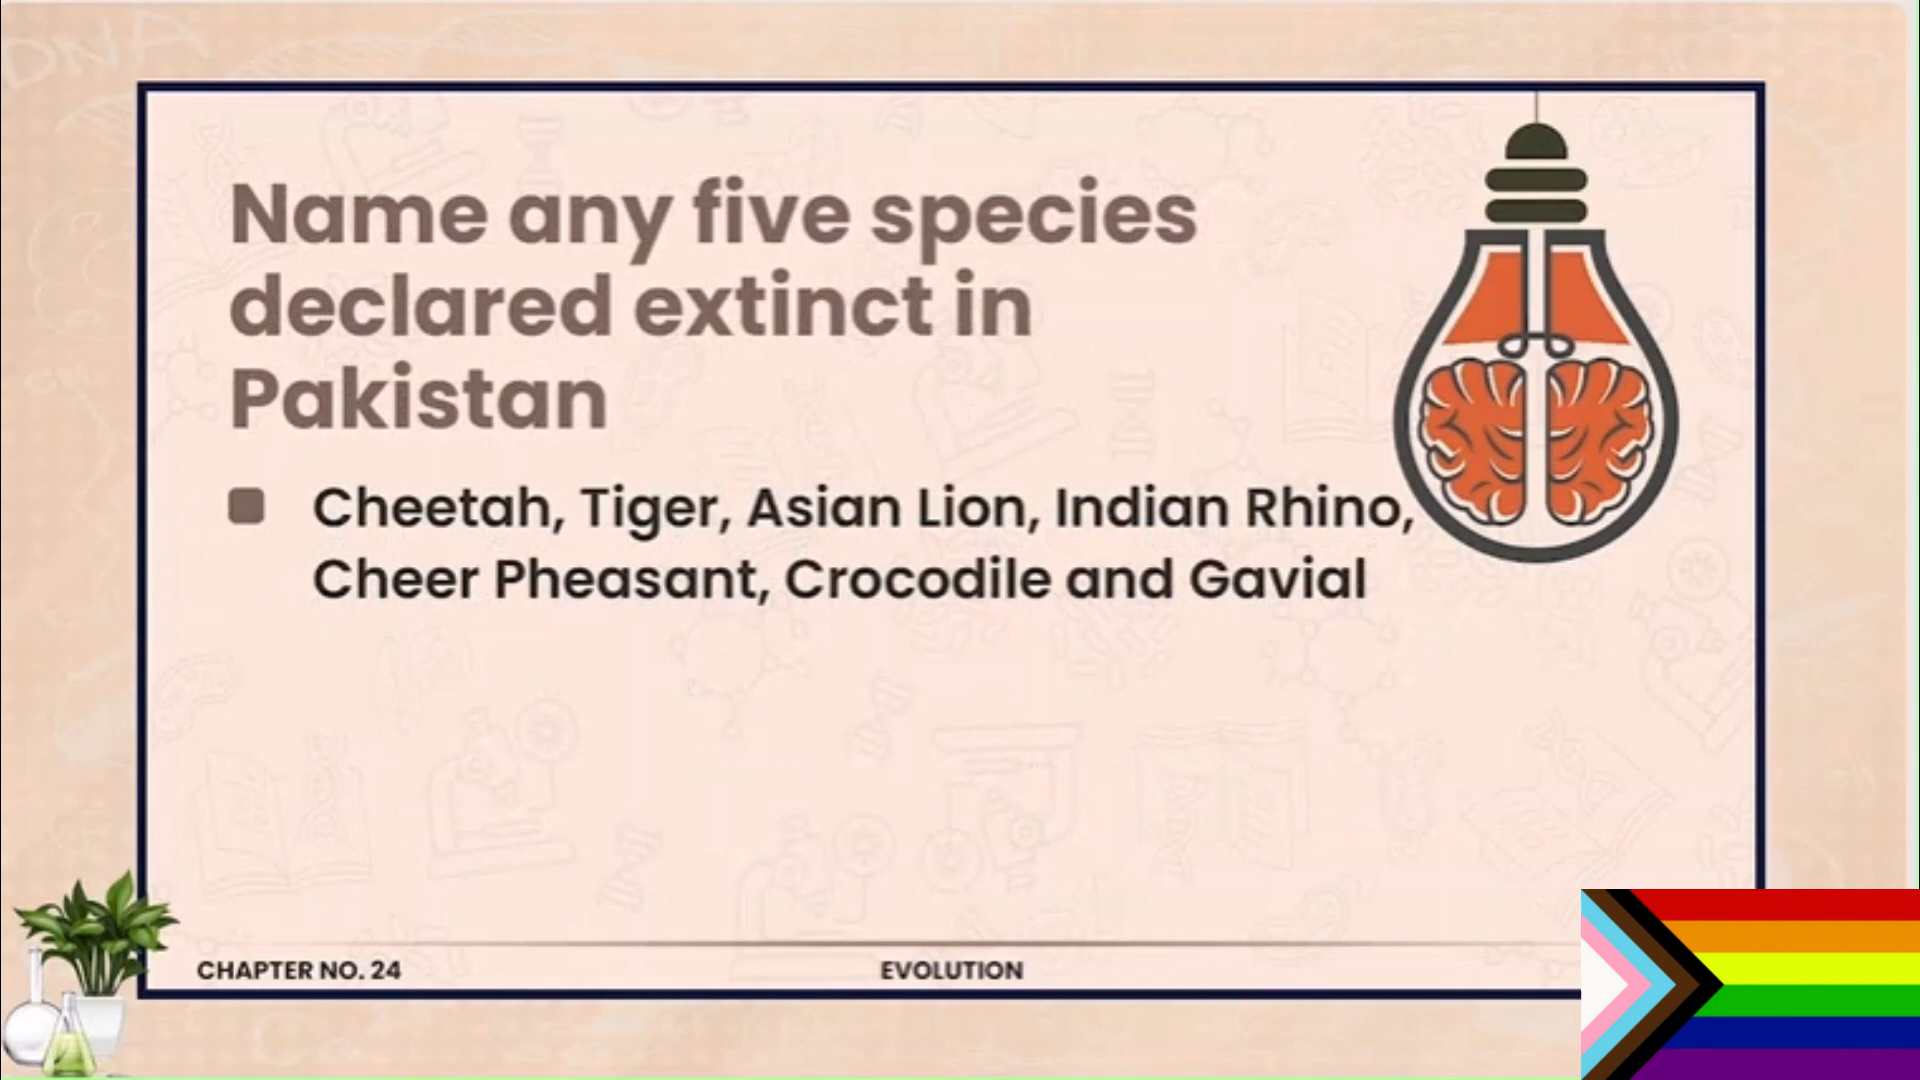 DNA
Name any five species
declared extinct in
Pakistan
Cheetah, Tiger, Asian Lion, Indian Rhino,
Cheer Pheasant, Crocodile and Gavial
CHAPTER NO. 24
EVOLUTION